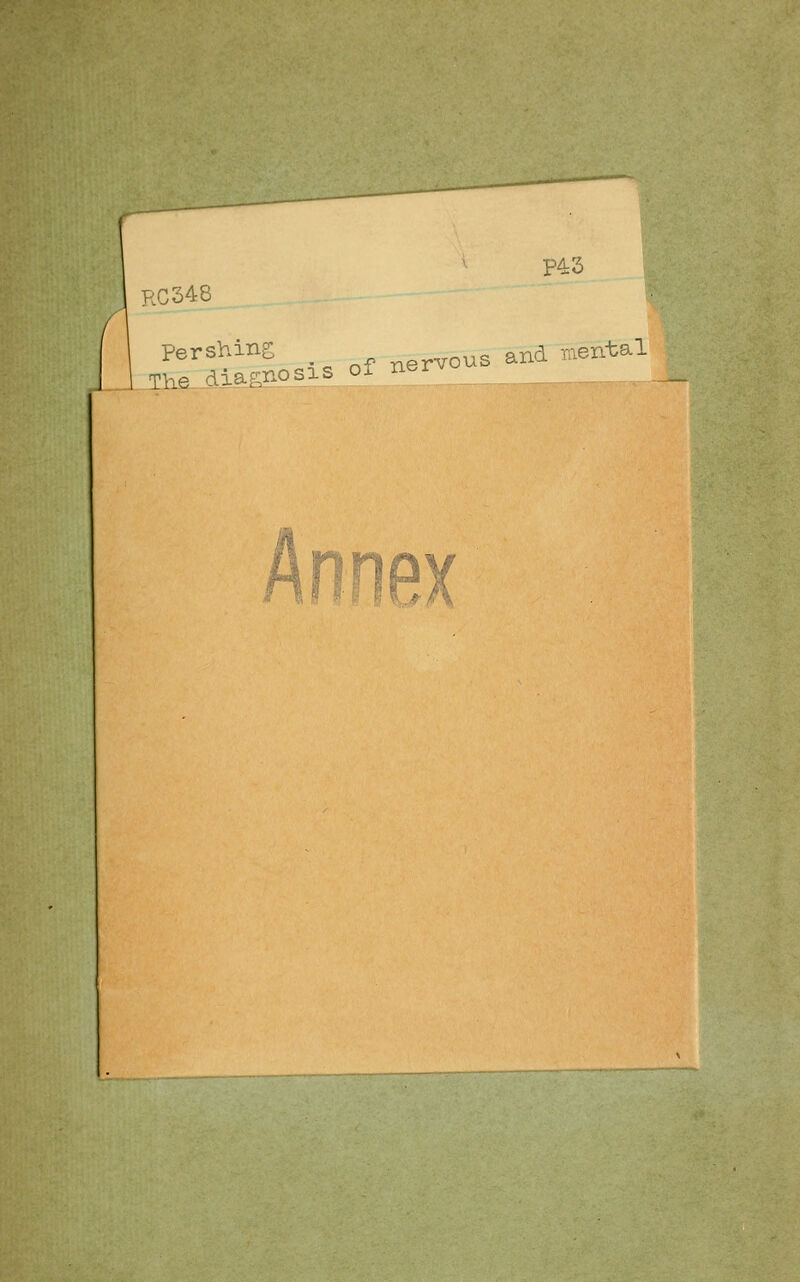 P43
RC348
Pershing
The diagnosis of nervous and mental
Annex